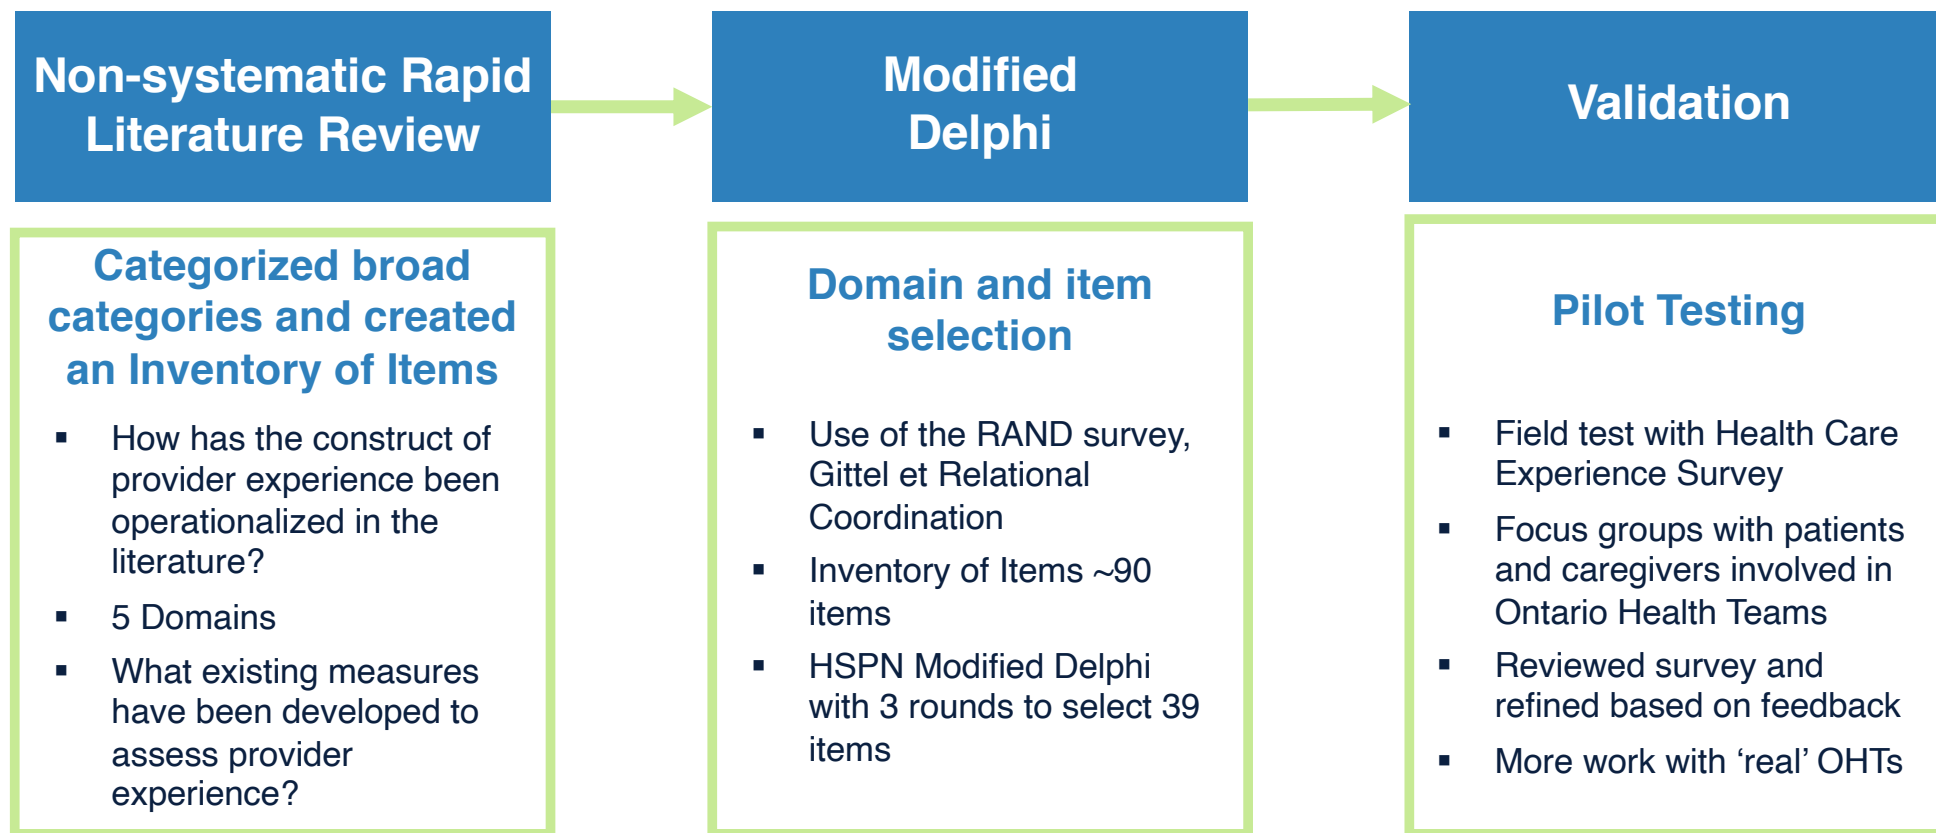 Non-systematic Rapid
Literature Review
Categorized broad
categories and created
an Inventory of Items
▪ How has the construct of
provider experience been
operationalized in the
literature?
▪ 5 Domains
▪ What existing measures
have been developed to
assess provider
experience?
Modified
Delphi
Domain and item
selection
▪ Use of the RAND survey,
Gittel et Relational
Coordination
▪ Inventory of Items ~90
items
▪ HSPN Modified Delphi
with 3 rounds to select 39
items
Validation
Pilot Testing
▪ Field test with Health Care
Experience Survey
▪ Focus groups with patients
and caregivers involved in
Ontario Health Teams
▪ Reviewed survey and
refined based on feedback
▪ More work with ‘real’ OHTs